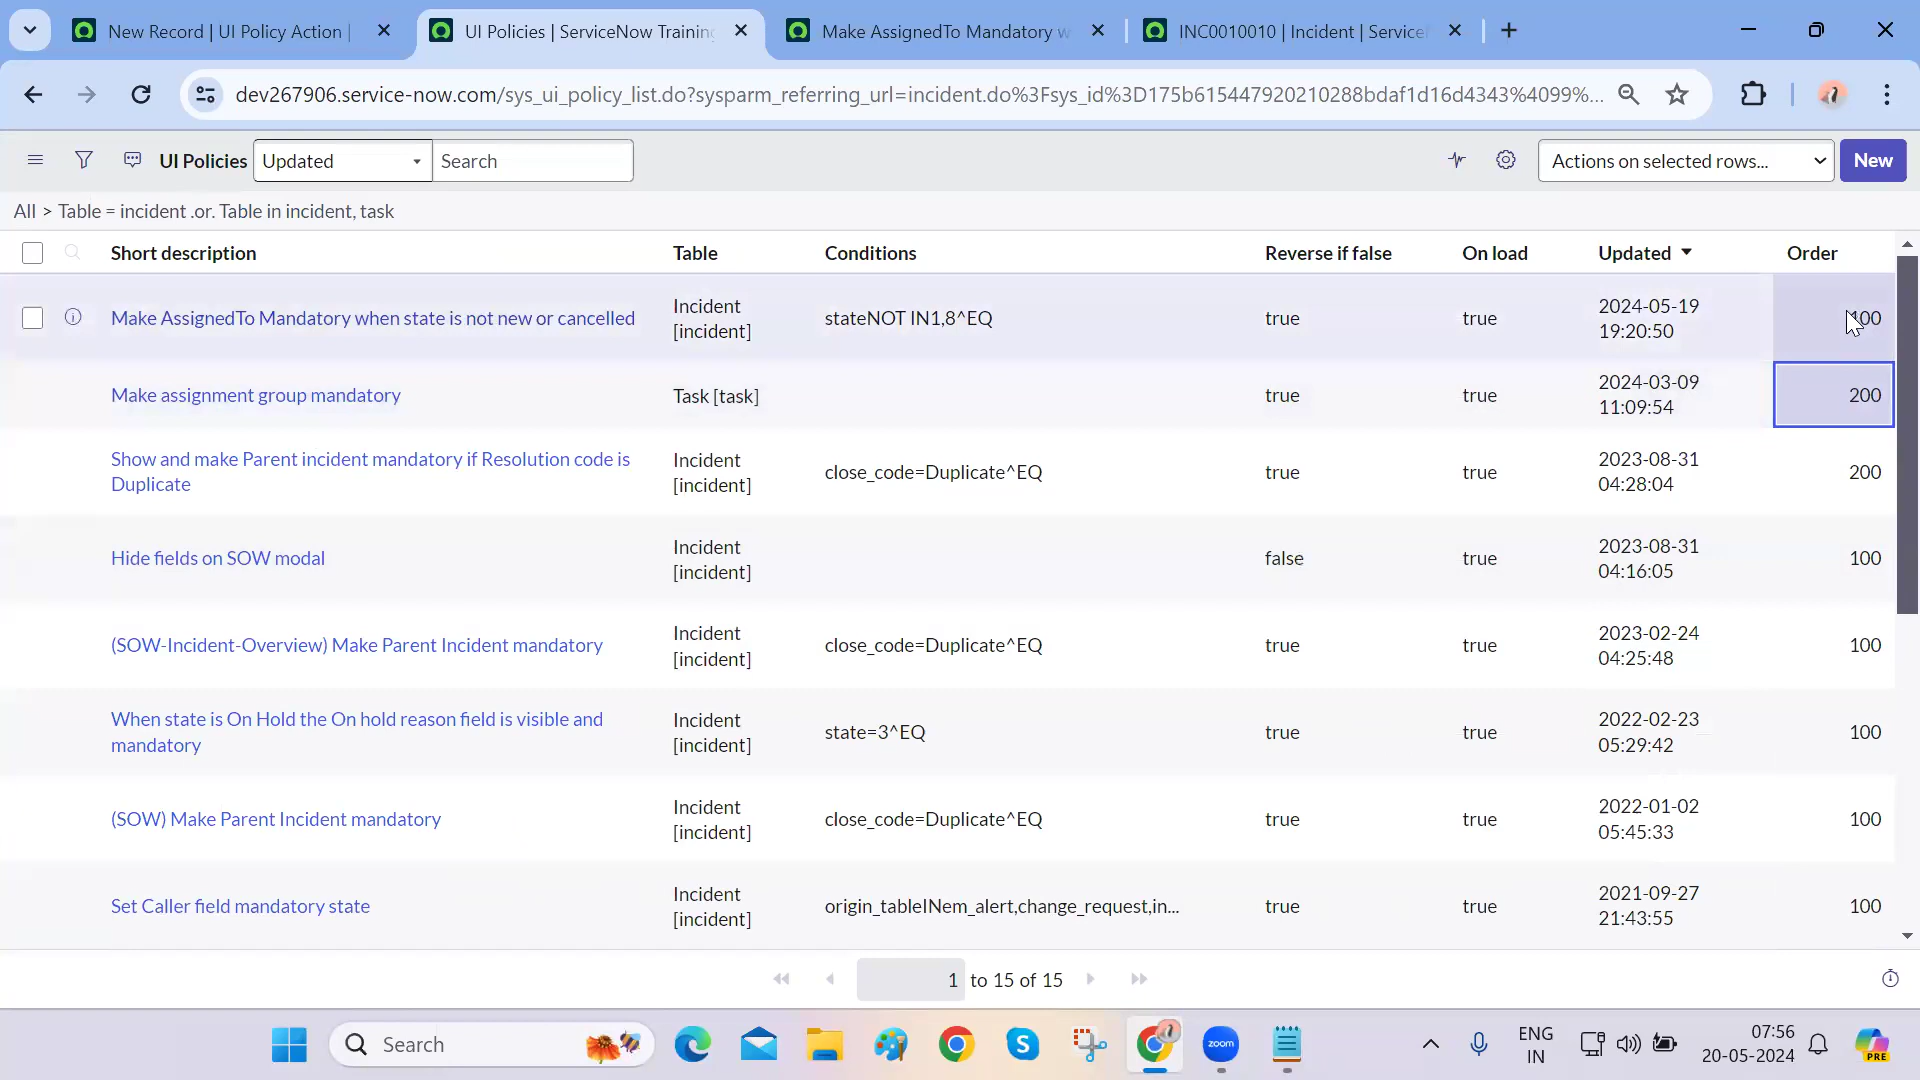 New Record | UI Policy Action |
UI Policies | ServiceNow Training
Make AssignedTo Mandatory w
INC0010010 | Incident | Service
dev267906.service-now.com/sys_ui_policy_list.do?sysparm_referring_url=incident.do%3Fsys_id%3D175b615447920210288bdaf1d16d4343%4099%...
UI Policies Updated Search Actions on selected rows... New
All > Table = incident .or. Table in incident, task
Short description Table Conditions Reverse if false On load Updated Order
Make AssignedTo Mandatory when state is not new or cancelled Incident [incident] stateNOT IN1,8^EQ true true 2024-05-19 19:20:50 100
Make assignment group mandatory Task [task] true true 2024-03-09 11:09:54 200
Show and make Parent incident mandatory if Resolution code is Duplicate Incident [incident] close_code=Duplicate^EQ true true 2023-08-31 04:28:04 200
Hide fields on SOW modal Incident [incident] false true 2023-08-31 04:16:05 100
(SOW-Incident-Overview) Make Parent Incident mandatory Incident [incident] close_code=Duplicate^EQ true true 2023-02-24 04:25:48 100
When state is On Hold the On hold reason field is visible and mandatory Incident [incident] state=3^EQ true true 2022-02-23 05:29:42 100
(SOW) Make Parent Incident mandatory Incident [incident] close_code=Duplicate^EQ true true 2022-01-02 05:45:33 100
Set Caller field mandatory state Incident [incident] origin_tableINem_alert,change_request,in... true true 2021-09-27 21:43:55 100
1 to 15 of 15
Search
zoom
ENG
IN
07:56
20-05-2024
PRE